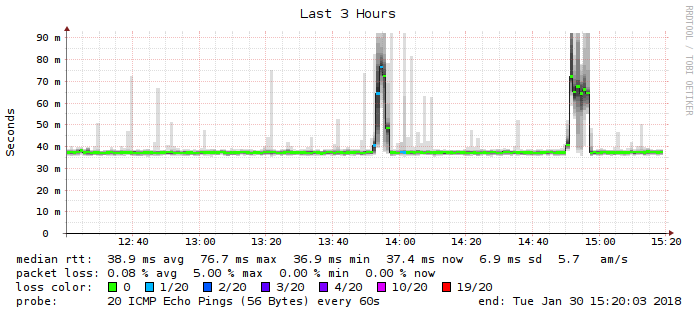 Last 3 Hours
RRDTOOL / TOBI OETIKER
Seconds
90 m
80 m
70 m
60 m
50 m
40 m
30 m
20 m
10 m
0
12:40 13:00 13:20 13:40 14:00 14:20 14:40 15:00 15:20
median rtt: 38.9 ms avg 76.7 ms max 36.9 ms min 37.4 ms now 6.9 ms sd 5.7 am/s
packet loss: 0.08 % avg 5.00 % max 0.00 % min 0.00 % now
loss color: 0 1/20 2/20 3/20 4/20 10/20 19/20
probe: 20 ICMP Echo Pings (56 Bytes) every 60s end: Tue Jan 30 15:20:03 2018